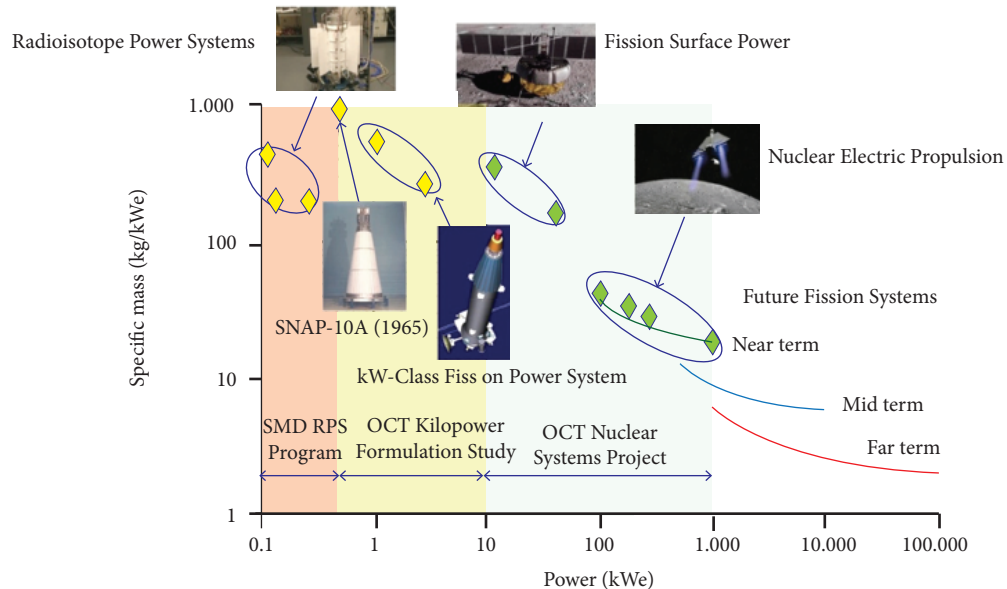 Radioisotope Power Systems
Fission Surface Power
Nuclear Electric Propulsion
Specific mass (kg/kWe)
1.000
100
10
1
SNAP-10A (1965)
kW-Class Fiss on Power System
Future Fission Systems
Near term
Mid term
Far term
SMD RPS
Program
OCT Kilopower
Formulation Study
OCT Nuclear
Systems Project
0.1
1
10
100
1.000
10.000
100.000
Power (kWe)